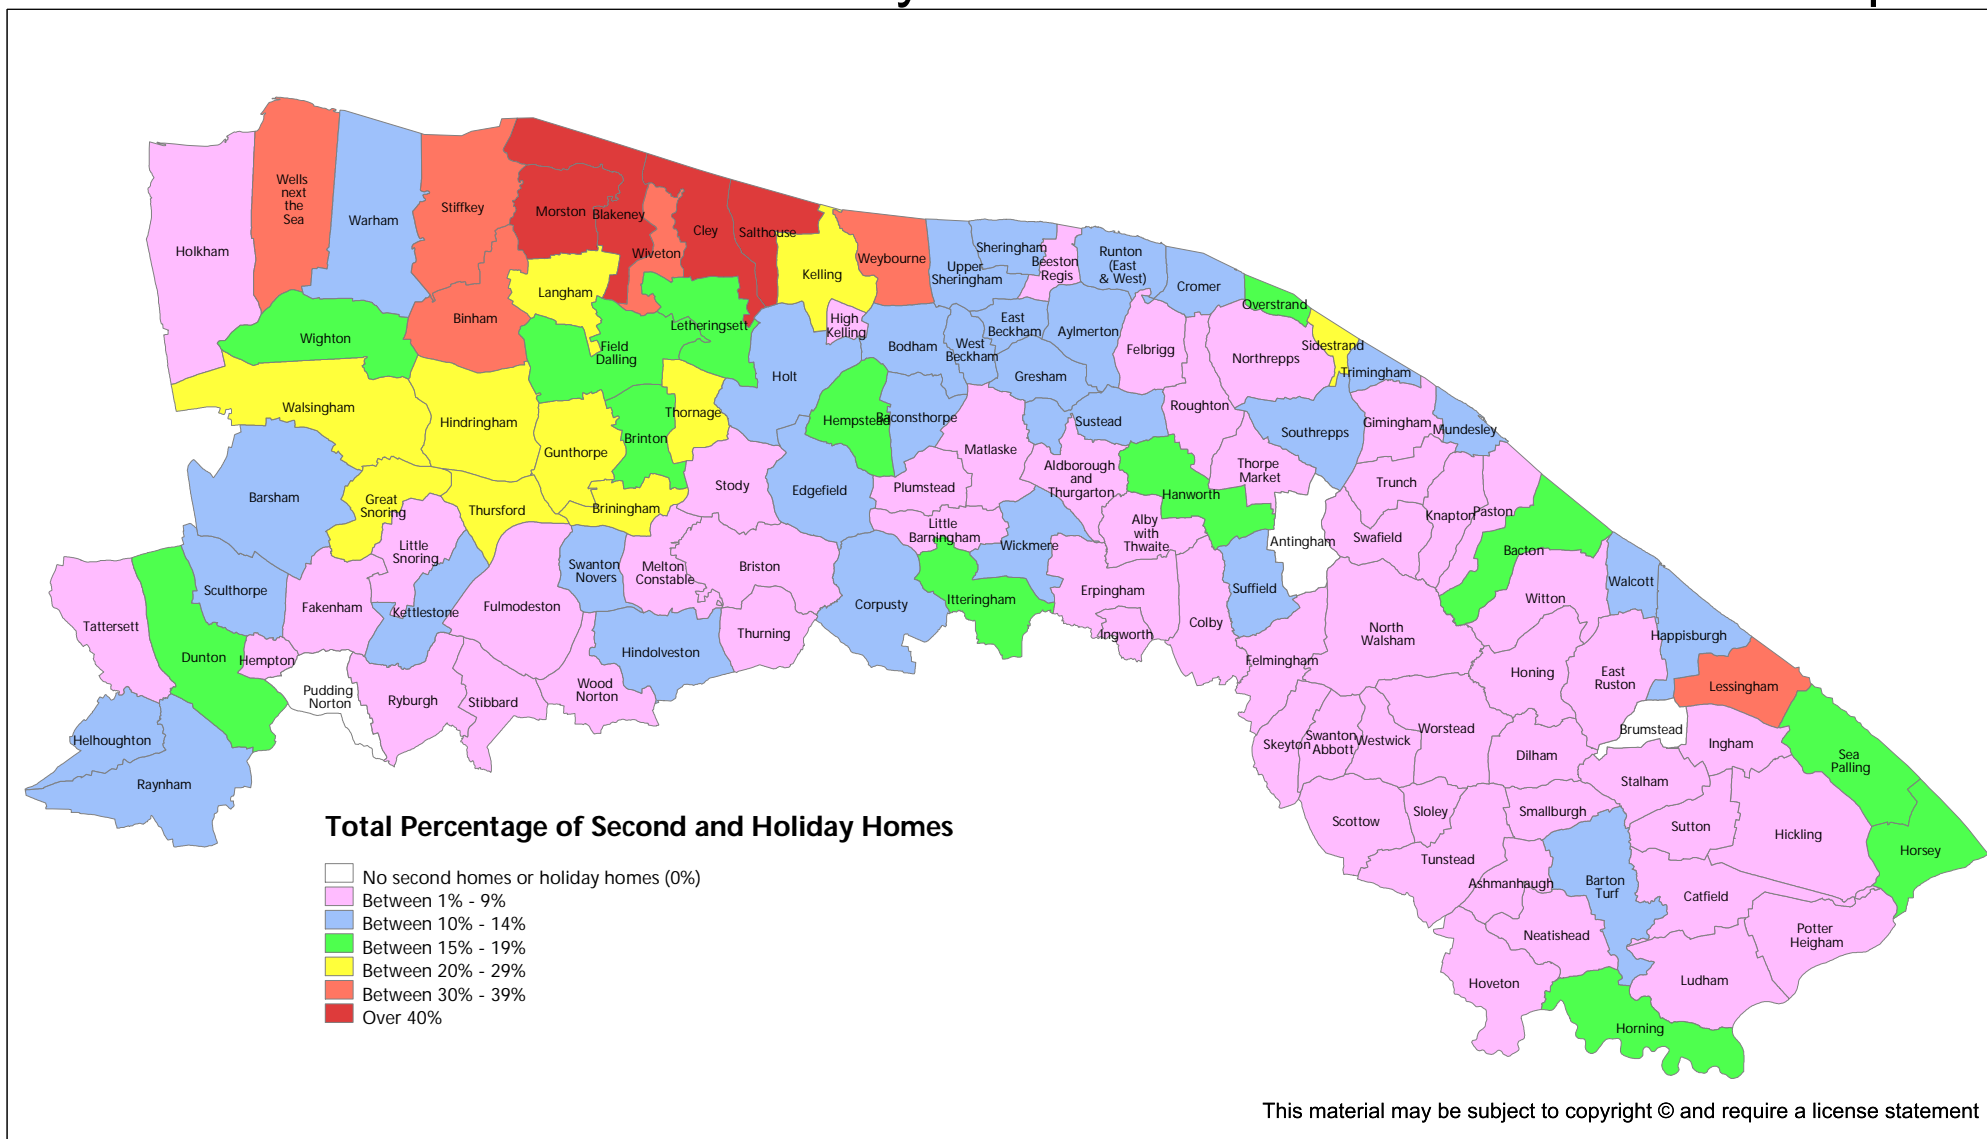 Wells
next
the
Sea
Holkham
Warham
Stiffkey
Morston
Blakeney
Wiveton
Cley
Salthouse
Kelling
Weybourne
Upper
Sheringham
Sheringham
Beeston
Regis
Runton
(East
& West)
Cromer
Overstrand
Sidestrand
Trimingham
Langham
Binham
Wighton
Field
Dalling
Letheringsett
High
Kelling
Bodham
West
Beckham
East
Beckham
Aylmerton
Felbrigg
Northrepps
Gresham
Holt
Walsingham
Hindringham
Gunthorpe
Brinton
Thornage
Hempstead
Baconsthorpe
Matlaske
Sustead
Roughton
Southrepps
Gimingham
Mundesley
Barsham
Great
Snoring
Thursford
Briningham
Stody
Edgefield
Plumstead
Aldborough
and
Thurgarton
Hanworth
Thorpe
Market
Trunch
Knapton
Paston
Little
Snoring
Little
Barningham
Wickmere
Alby
with
Thwaite
Antingham
Swafield
Bacton
Sculthorpe
Fakenham
Kettlestone
Fulmodeston
Swanton
Novers
Melton
Constable
Briston
Corpusty
Itteringham
Erpingham
Suffield
Witton
Walcott
Tattersett
Dunton
Hempton
Hindolveston
Thurning
Ingworth
Colby
North
Walsham
Happisburgh
Felmingham
Honing
East
Ruston
Lessingham
Pudding
Norton
Ryburgh
Stibbard
Wood
Norton
Helhoughton
Raynham
Skeyton
Swanton
Abbott
Westwick
Worstead
Dilham
Brumstead
Ingham
Sea
Palling
Stalham
Scottow
Sloley
Smallburgh
Sutton
Hickling
Horsey
Tunstead
Ashmanhaugh
Barton
Turf
Catfield
Neatishead
Potter
Heigham
Hoveton
Ludham
Horning
Total Percentage of Second and Holiday Homes
No second homes or holiday homes (0%)
Between 1% - 9%
Between 10% - 14%
Between 15% - 19%
Between 20% - 29%
Between 30% - 39%
Over 40%
This material may be subject to copyright © and require a license statement